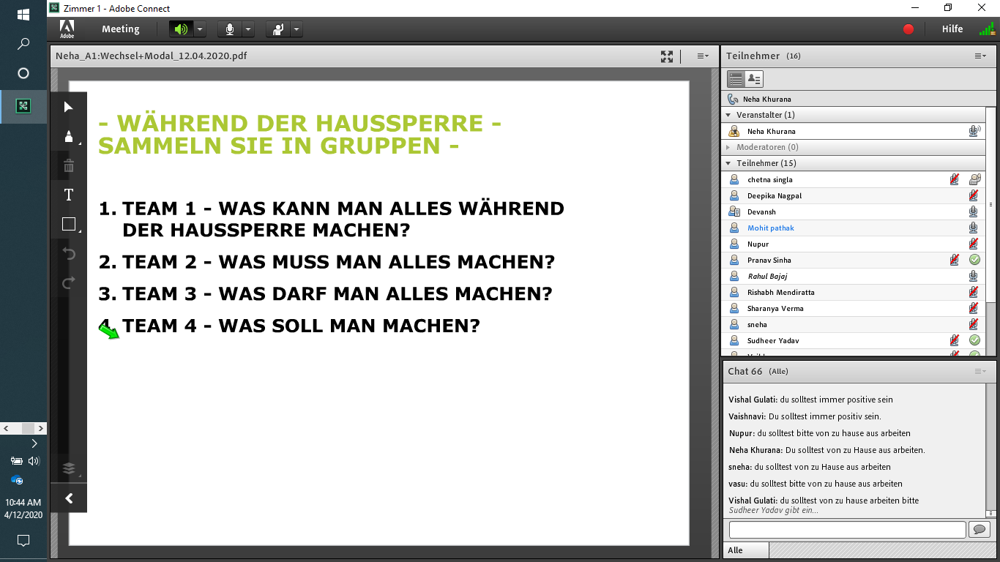 Zimmer 1 - Adobe Connect
Adobe
Meeting
Hilfe
Neha_A1:Wechsel+Modal_12.04.2020.pdf
- WÄHREND DER HAUSSPERRE -
SAMMELN SIE IN GRUPPEN -
1. TEAM 1 - WAS KANN MAN ALLES WÄHREND
DER HAUSSPERRE MACHEN?
2. TEAM 2 - WAS MUSS MAN ALLES MACHEN?
3. TEAM 3 - WAS DARF MAN ALLES MACHEN?
4. TEAM 4 - WAS SOLL MAN MACHEN?
T
10:44 AM
4/12/2020
Teilnehmer (16)
Neha Khurana
Veranstalter (1)
Neha Khurana
Moderatoren (0)
Teilnehmer (15)
chetna singla
Deepika Nagpal
Devansh
Mohit pathak
Nupur
Pranav Sinha
Rahul Bajaj
Rishabh Mendiratta
Sharanya Verma
sneha
Sudheer Yadav
Chat 66 (Alle)
Vishal Gulati: du solltest immer positive sein
Vaishnavi: Du solltest immer positiv sein.
Nupur: du solltest bitte von zu hause aus arbeiten
Neha Khurana: Du solltest von zu Hause aus arbeiten.
sneha: du solltest von zu Hause aus arbeiten
vasu: du solltest bitte von zu hause aus arbeiten
Vishal Gulati: du solltest von zu hause arbeiten bitte
Sudheer Yadav gibt ein...
Alle